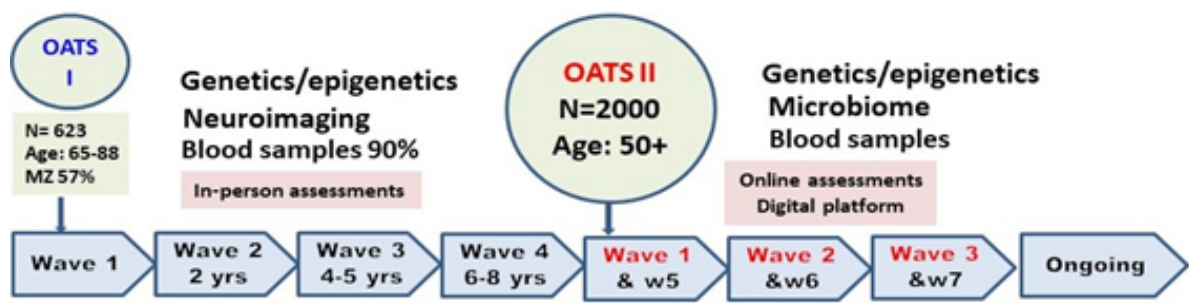 OATS
I
N= 623
Age: 65-88
MZ 57%
Genetics/epigenetics
Neuroimaging
Blood samples 90%
In-person assessments
OATS II
N=2000
Age: 50+
Genetics/epigenetics
Microbiome
Blood samples
Online assessments
Digital platform
Wave 1
Wave 2
2 yrs
Wave 3
4-5 yrs
Wave 4
6-8 yrs
Wave 1
& w5
Wave 2
&w6
Wave 3
&w7
Ongoing